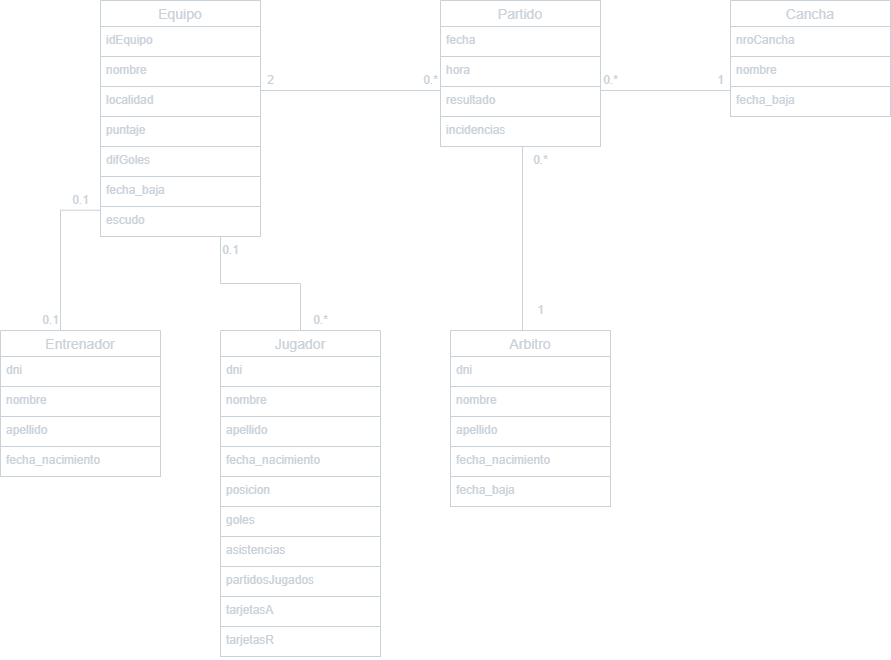 Equipo
idEquipo
nombre
localidad
puntaje
difGoles
fecha_baja
escudo
2
0.*
Partido
fecha
hora
resultado
incidencias
0.*
1
Cancha
nroCancha
nombre
fecha_baja
0.1
0.1
0.1
0.*
0.*
1
Entrenador
dni
nombre
apellido
fecha_nacimiento
Jugador
dni
nombre
apellido
fecha_nacimiento
posicion
goles
asistencias
partidosJugados
tarjetasA
tarjetasR
Arbitro
dni
nombre
apellido
fecha_nacimiento
fecha_baja